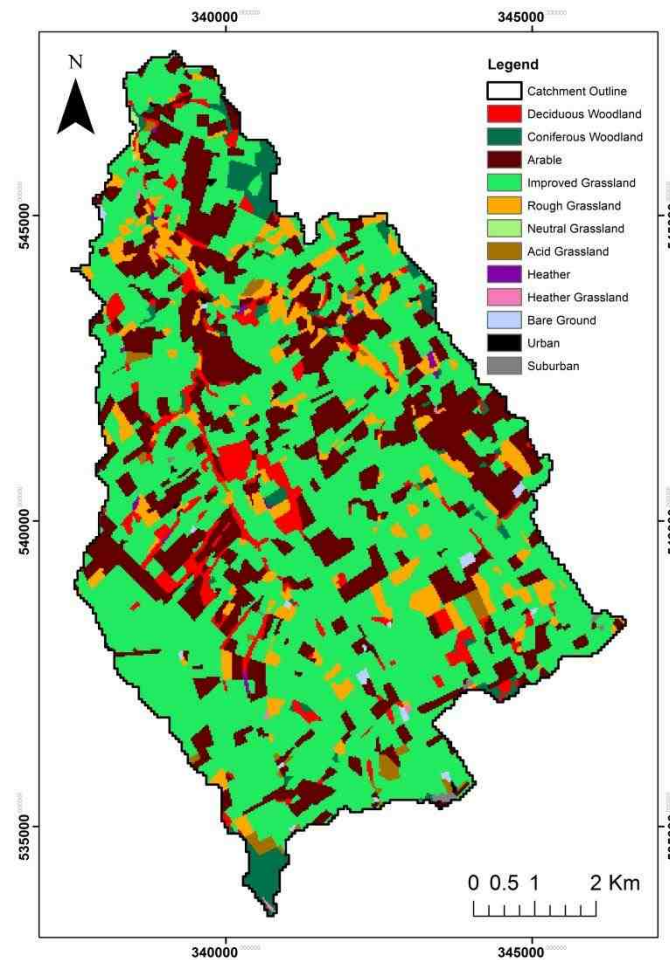 340000
345000
N
Legend
Catchment Outline
Deciduous Woodland
Coniferous Woodland
Arable
Improved Grassland
Rough Grassland
Neutral Grassland
Acid Grassland
Heather
Heather Grassland
Bare Ground
Urban
Suburban
545000
540000
535000
0 0.5 1 2 Km
340000
345000